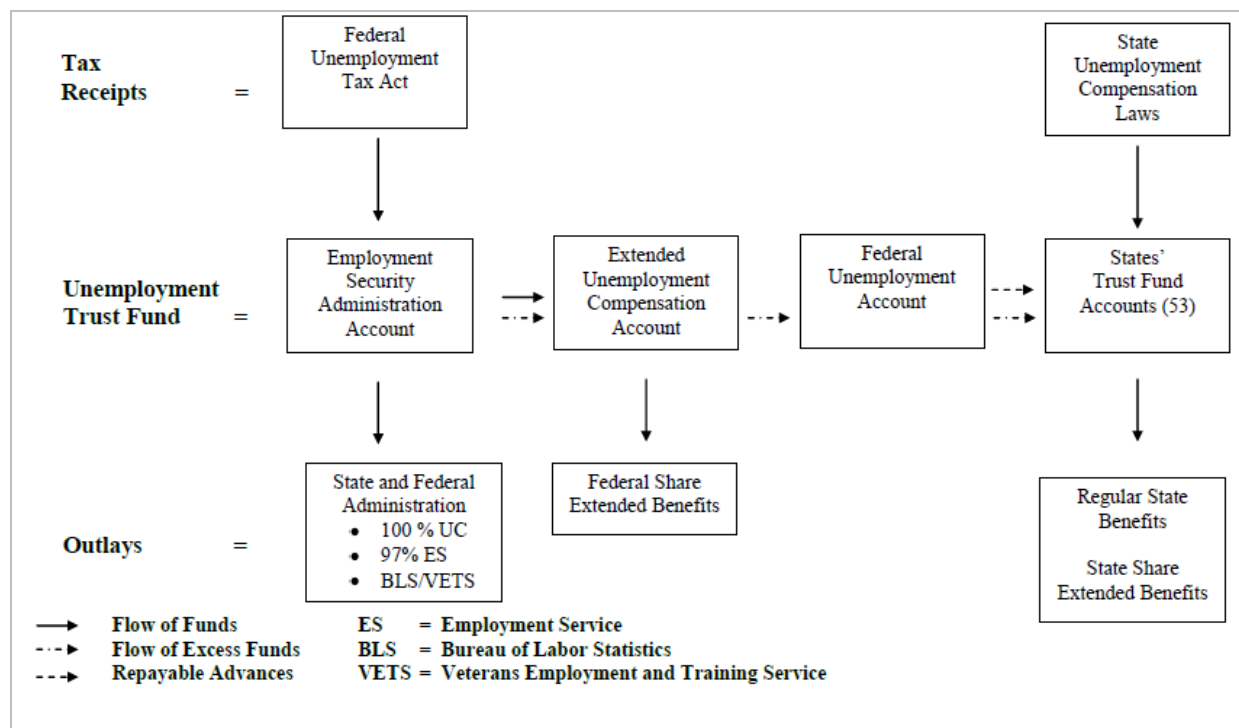 Tax
Receipts =
Federal
Unemployment
Tax Act
State
Unemployment
Compensation
Laws
Unemployment
Trust Fund =
Employment
Security
Administration
Account
Extended
Unemployment
Compensation
Account
Federal
Unemployment
Account
States’
Trust Fund
Accounts (53)
Outlays =
State and Federal
Administration
• 100 % UC
• 97% ES
• BLS/VETS
Federal Share
Extended Benefits
Regular State
Benefits
State Share
Extended Benefits
Flow of Funds
Flow of Excess Funds
Repayable Advances
ES = Employment Service
BLS = Bureau of Labor Statistics
VETS = Veterans Employment and Training Service